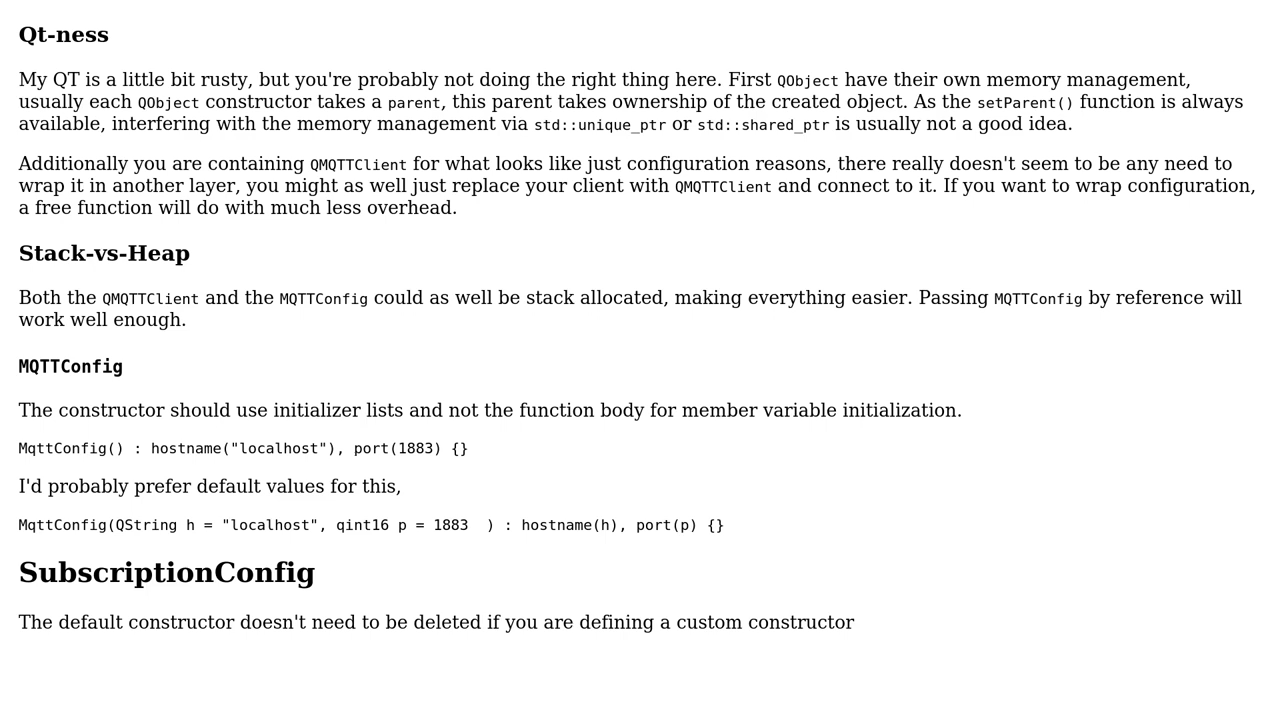 Qt-ness
My QT is a little bit rusty, but you're probably not doing the right thing here. First QObject have their own memory management,
usually each QObject constructor takes a parent, this parent takes ownership of the created object. As the setParent() function is always
available, interfering with the memory management via std::unique_ptr or std::shared_ptr is usually not a good idea.
Additionally you are containing QMQTTClient for what looks like just configuration reasons, there really doesn't seem to be any need to
wrap it in another layer, you might as well just replace your client with QMQTTClient and connect to it. If you want to wrap configuration,
a free function will do with much less overhead.
Stack-vs-Heap
Both the QMQTTClient and the MQTTConfig could as well be stack allocated, making everything easier. Passing MQTTConfig by reference will
work well enough.
MQTTConfig
The constructor should use initializer lists and not the function body for member variable initialization.
MqttConfig() : hostname("localhost"), port(1883) {}
I'd probably prefer default values for this,
MqttConfig(QString h = "localhost", qint16 p = 1883  ) : hostname(h), port(p) {}
SubscriptionConfig
The default constructor doesn't need to be deleted if you are defining a custom constructor